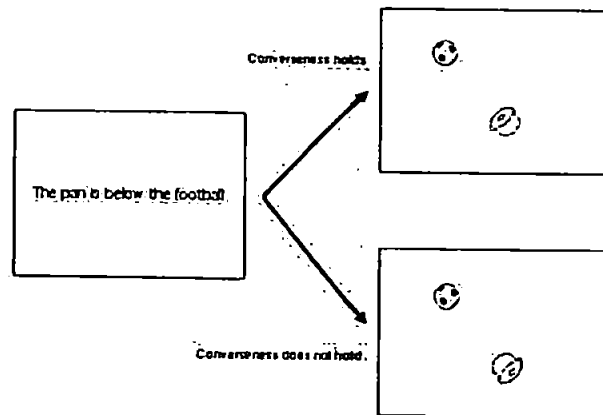 Converseness holds
The pan is below the football
Converseness does not hold.